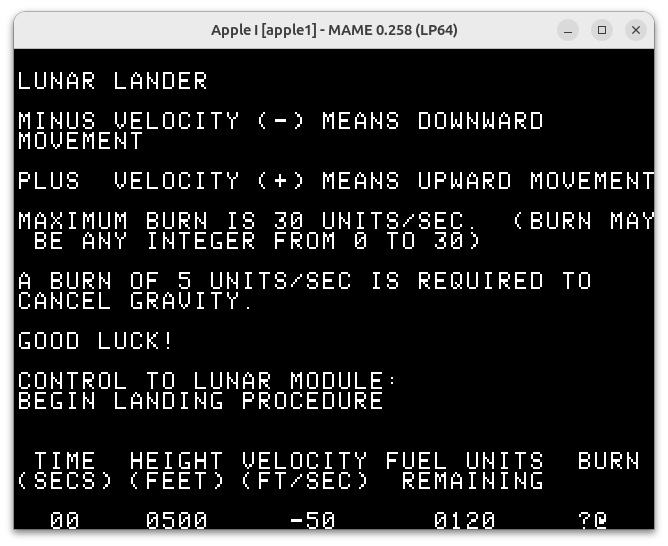 Apple I [apple1] - MAME 0.258 (LP64)
LUNAR LANDER
MINUS VELOCITY (-) MEANS DOWNWARD
MOVEMENT
PLUS  VELOCITY (+) MEANS UPWARD MOVEMENT
MAXIMUM BURN IS 30 UNITS/SEC.  (BURN MAY
 BE ANY INTEGER FROM 0 TO 30)
A BURN OF 5 UNITS/SEC IS REQUIRED TO
CANCEL GRAVITY.
GOOD LUCK!
CONTROL TO LUNAR MODULE:
BEGIN LANDING PROCEDURE
 TIME  HEIGHT VELOCITY FUEL UNITS  BURN
(SECS) (FEET) (FT/SEC)  REMAINING
  00    0500     -50      0120     ?@